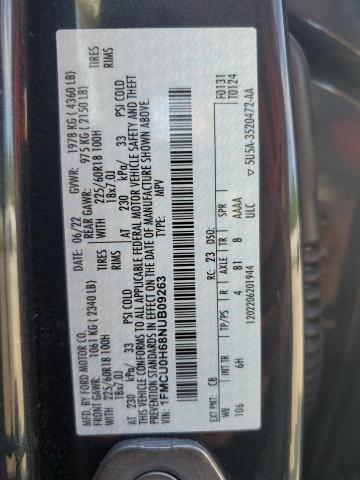 MFD. BY FORD MOTOR CO.
DATE: 06/22 GVWR: 1978 KG ( 4360 LB)
FRONT GAWR: 1061 KG ( 2340 LB) REAR GAWR: 975 KG ( 2150 LB)
225/60R18 100H TIRES WITH 225/60R18 100H TIRES
18x7.0J RIMS 18x7.0J RIMS
AT 230 kPa/ 33 PSI COLD AT 230 kPa/ 33 PSI COLD
THIS VEHICLE CONFORMS TO ALL APPLICABLE FEDERAL MOTOR VEHICLE SAFETY AND THEFT
PREVENTION STANDARDS IN EFFECT ON THE DATE OF MANUFACTURE SHOWN ABOVE.
VIN: 1FMCU0H68NUB09263 TYPE: MPV
F0131
T0124
EXT PNT: CB RC: 23 DSO:
WB INT TR TP/PS R AXLE TR SPR
106 6H 4 81 B AAAA
ULC
1202206201944
5U5A-3520472-AA